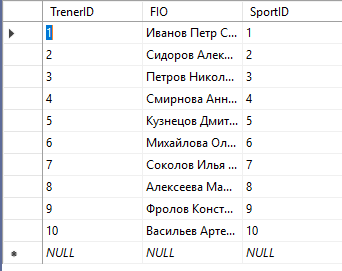 TrenerID FIO SportID
1 Иванов Петр С... 1
2 Сидоров Алек... 2
3 Петров Никол... 3
4 Смирнова Анн... 4
5 Кузнецов Дмит... 5
6 Михайлова Ол... 6
7 Соколов Илья ... 7
8 Алексеева Ма... 8
9 Фролов Конст... 9
10 Васильев Арте... 10
NULL NULL NULL